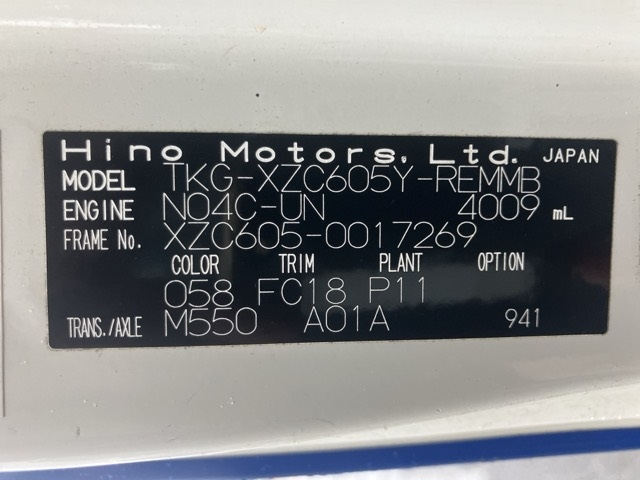 Hino Motors, Ltd. JAPAN
MODEL TKG-XZC605Y-REMMB
ENGINE N04C-UN 4009 mL
FRAME No. XZC605-0017269
COLOR TRIM PLANT OPTION
058 FC18 P11
TRANS./AXLE M550 A01A 941